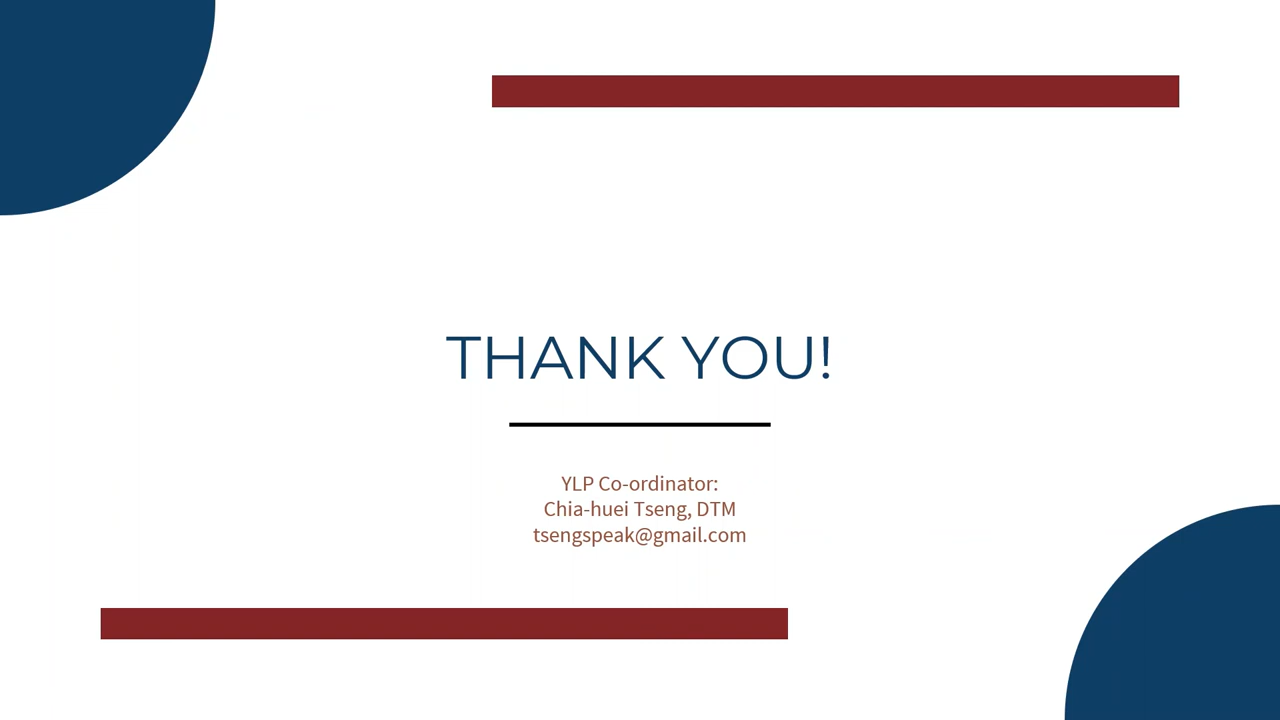 THANK YOU!
YLP Co-ordinator:
Chia-huei Tseng, DTM
tsengspeak@gmail.com